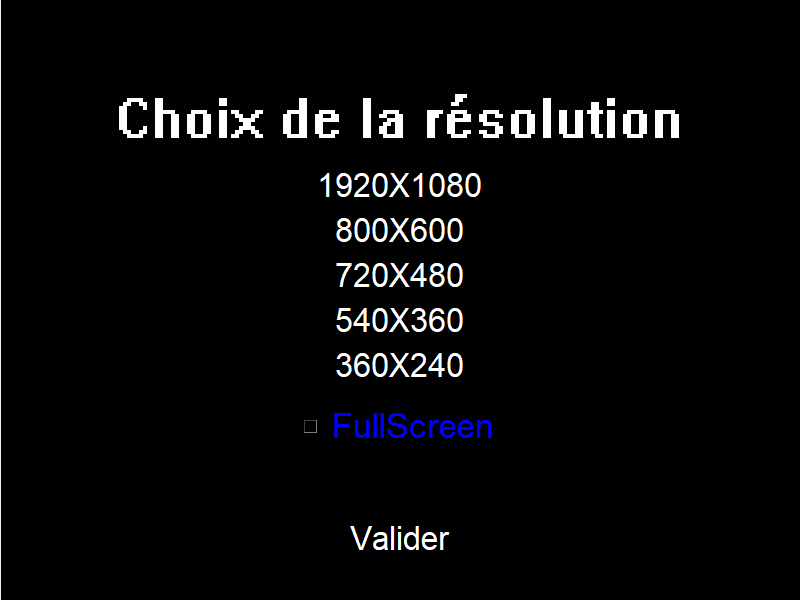 Choix de la résolution
1920X1080
800X600
720X480
540X360
360X240
FullScreen
Valider